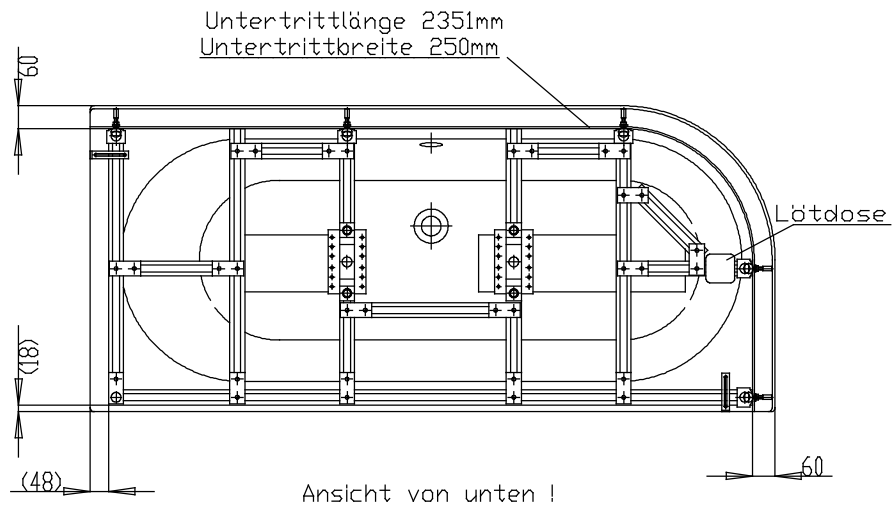 Untertrittlänge 2351mm
Untertrittbreite 250mm
60
Lötdose
(18)
(48)
60
Ansicht von unten !